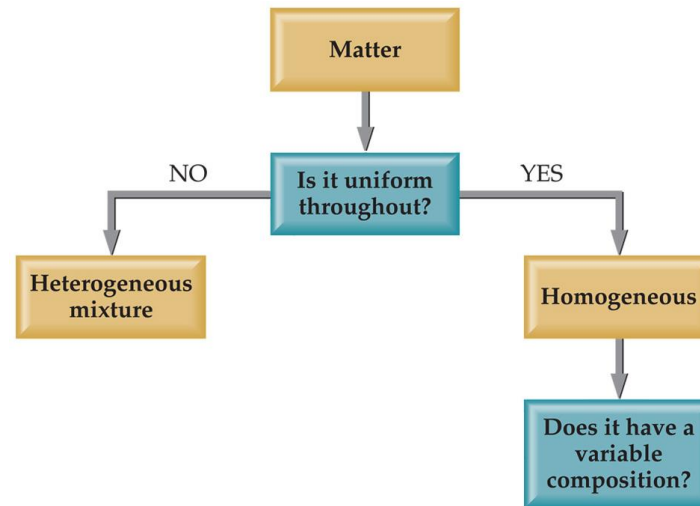 Matter
NO
Is it uniform
throughout?
YES
Heterogeneous
mixture
Homogeneous
Does it have a
variable
composition?